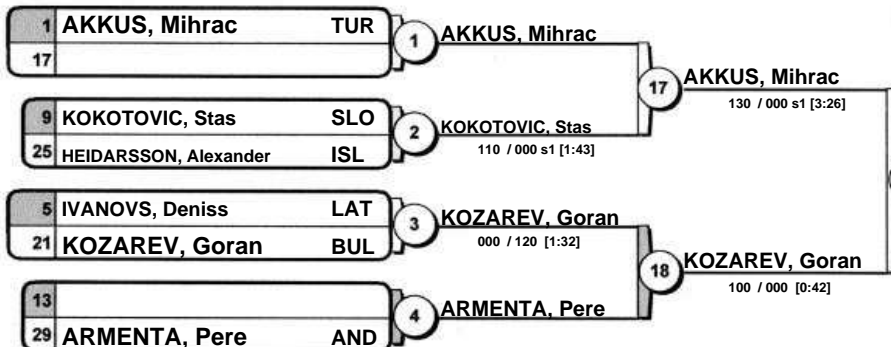 1 AKKUS, Mihrac TUR
17
1
AKKUS, Mihrac
9 KOKOTOVIC, Stas SLO
25 HEIDARSSON, Alexander ISL
2
KOKOTOVIC, Stas
110 / 000 s1 [1:43]
17
AKKUS, Mihrac
130 / 000 s1 [3:26]
5 IVANOVS, Deniss LAT
21 KOZAREV, Goran BUL
3
KOZAREV, Goran
000 / 120 [1:32]
13
29 ARMENTA, Pere AND
4
ARMENTA, Pere
18
KOZAREV, Goran
100 / 000 [0:42]